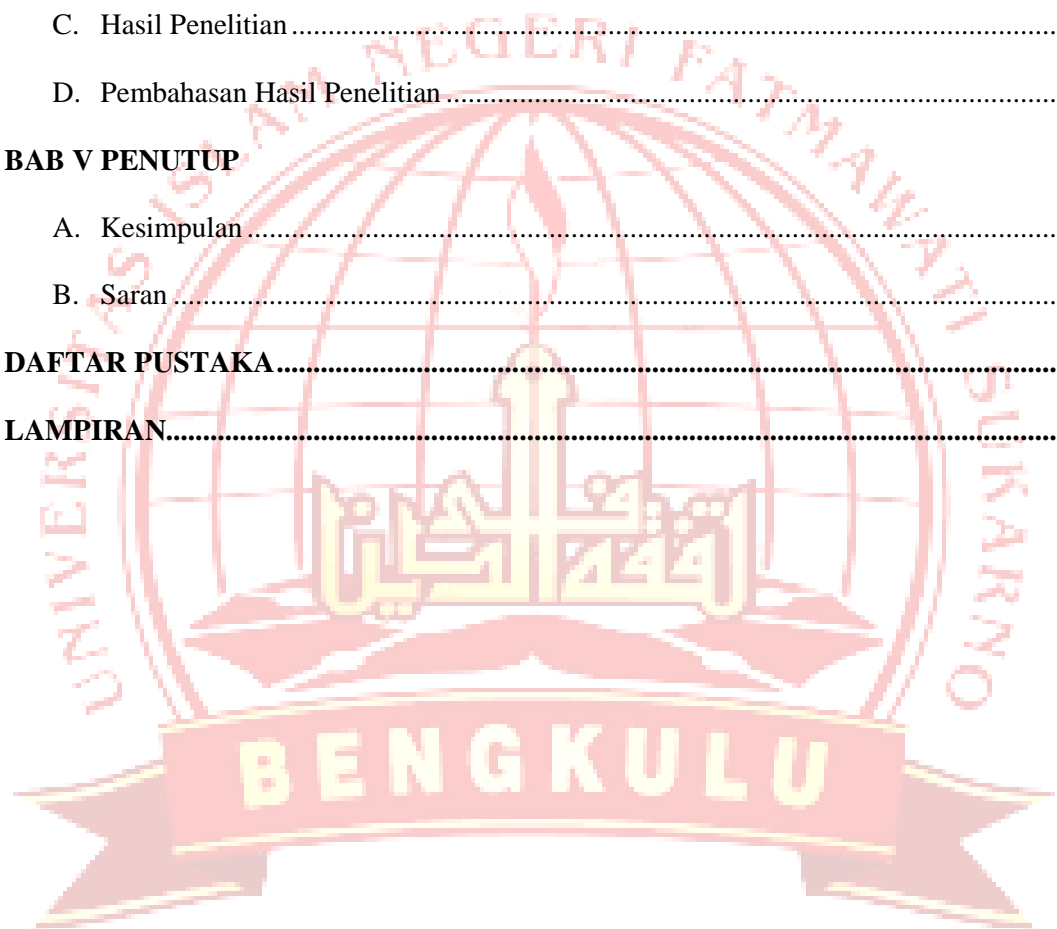 C. Hasil Penelitian ........................................................................................................
D. Pembahasan Hasil Penelitian ...................................................................................
BAB V PENUTUP
A. Kesimpulan ...............................................................................................................
B. Saran .........................................................................................................................
DAFTAR PUSTAKA ..........................................................................................................
LAMPIRAN.........................................................................................................................
UNIVERSITAS ISLAM NEGERI FATMAWATI SUKARNO
BENGKULU